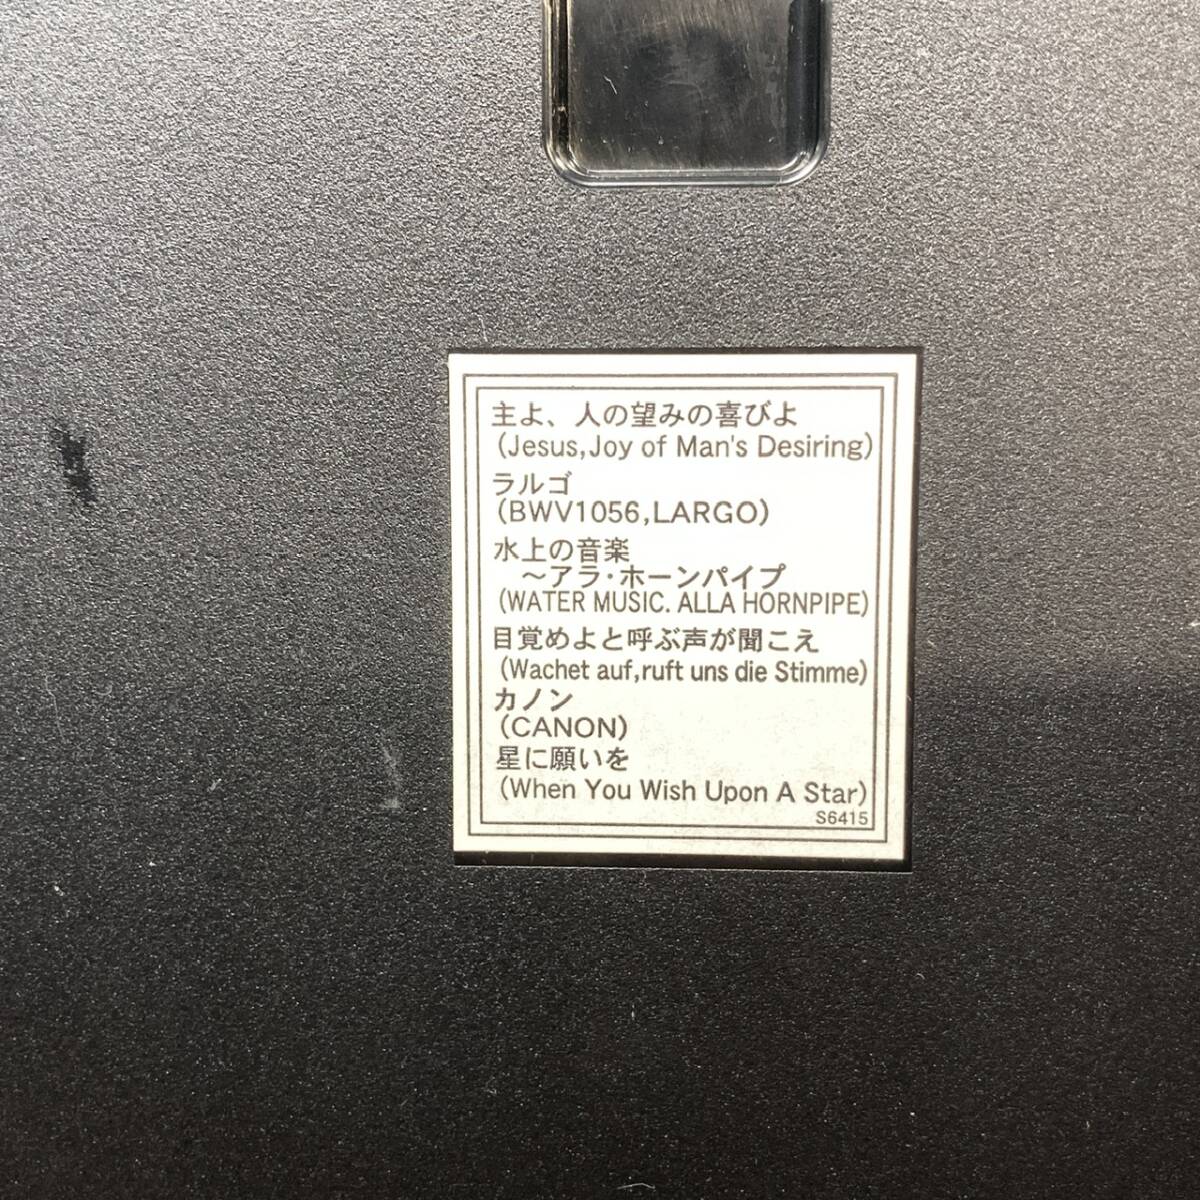 主よ、人の望みの喜びよ
(Jesus,Joy of Man's Desiring)
ラルゴ
(BWV1056,LARGO)
水上の音楽
～アラ・ホーンパイプ
(WATER MUSIC. ALLA HORNPIPE)
目覚めよと呼ぶ声が聞こえ
(Wachet auf,ruft uns die Stimme)
カノン
(CANON)
星に願いを
(When You Wish Upon A Star)
S6415